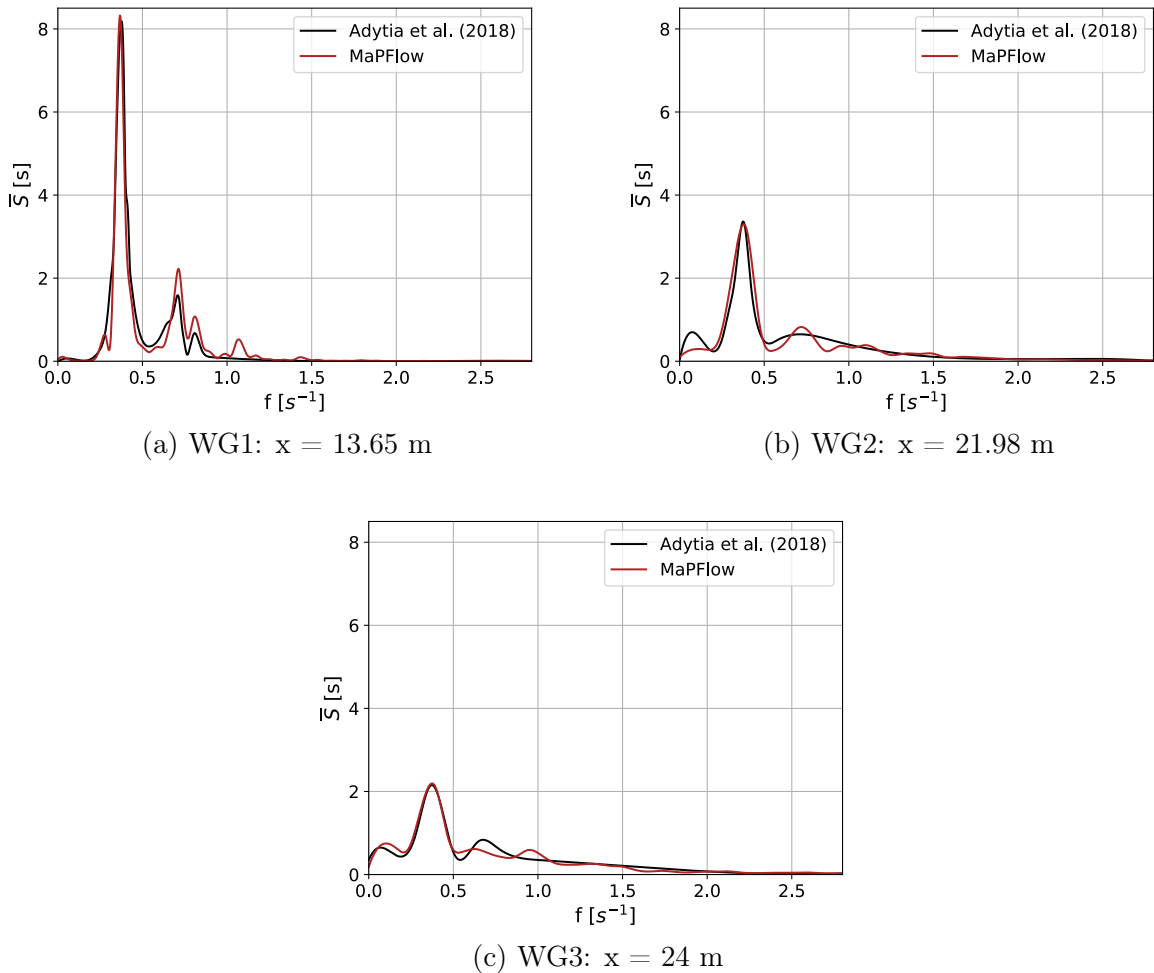 Adytia et al. (2018)
MaPFlow
8
6
4
2
0
S̅ [s]
0.0 0.5 1.0 1.5 2.0 2.5
f [s⁻¹]
(a) WG1: x = 13.65 m
Adytia et al. (2018)
MaPFlow
8
6
4
2
0
S̅ [s]
0.0 0.5 1.0 1.5 2.0 2.5
f [s⁻¹]
(b) WG2: x = 21.98 m
Adytia et al. (2018)
MaPFlow
8
6
4
2
0
S̅ [s]
0.0 0.5 1.0 1.5 2.0 2.5
f [s⁻¹]
(c) WG3: x = 24 m